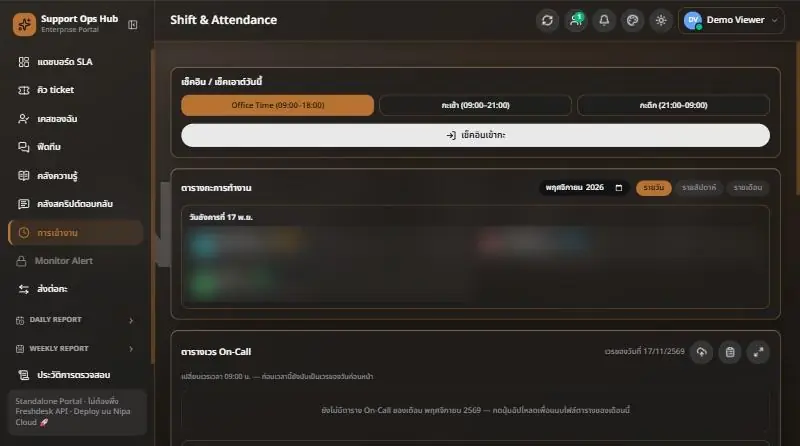 Support Ops Hub
Enterprise Portal
Shift & Attendance
1
DV
Demo Viewer
แดชบอร์ด SLA
คิว ticket
เคสของฉัน
ฟีดทีม
คลังความรู้
คลังสคริปต์ตอบกลับ
การเข้างาน
Monitor Alert
ส่งต่อกะ
DAILY REPORT
WEEKLY REPORT
ประวัติการตรวจสอบ
Standalone Portal · ไม่ต้องพึ่ง
Freshdesk API · Deploy บน Nipa
Cloud 🚀
เช็คอิน / เช็คเอาต์วันนี้
Office Time (09:00–18:00)
กะเช้า (09:00–21:00)
กะดึก (21:00–09:00)
เช็คอินเข้ากะ
ตารางกะการทำงาน
พฤศจิกายน 2026
รายวัน
รายสัปดาห์
รายเดือน
วันอังคารที่ 17 พ.ย.
ตารางเวร On-Call
เวรของวันที่ 17/11/2569
เปลี่ยนเวรเวลา 09:00 น. — ก่อนเวลานี้ยังนับเป็นเวรของวันก่อนหน้า
ยังไม่มีตาราง On-Call ของเดือน พฤศจิกายน 2569 — กดปุ่มอัปโหลดเพื่อแนบไฟล์ตารางของเดือนนี้